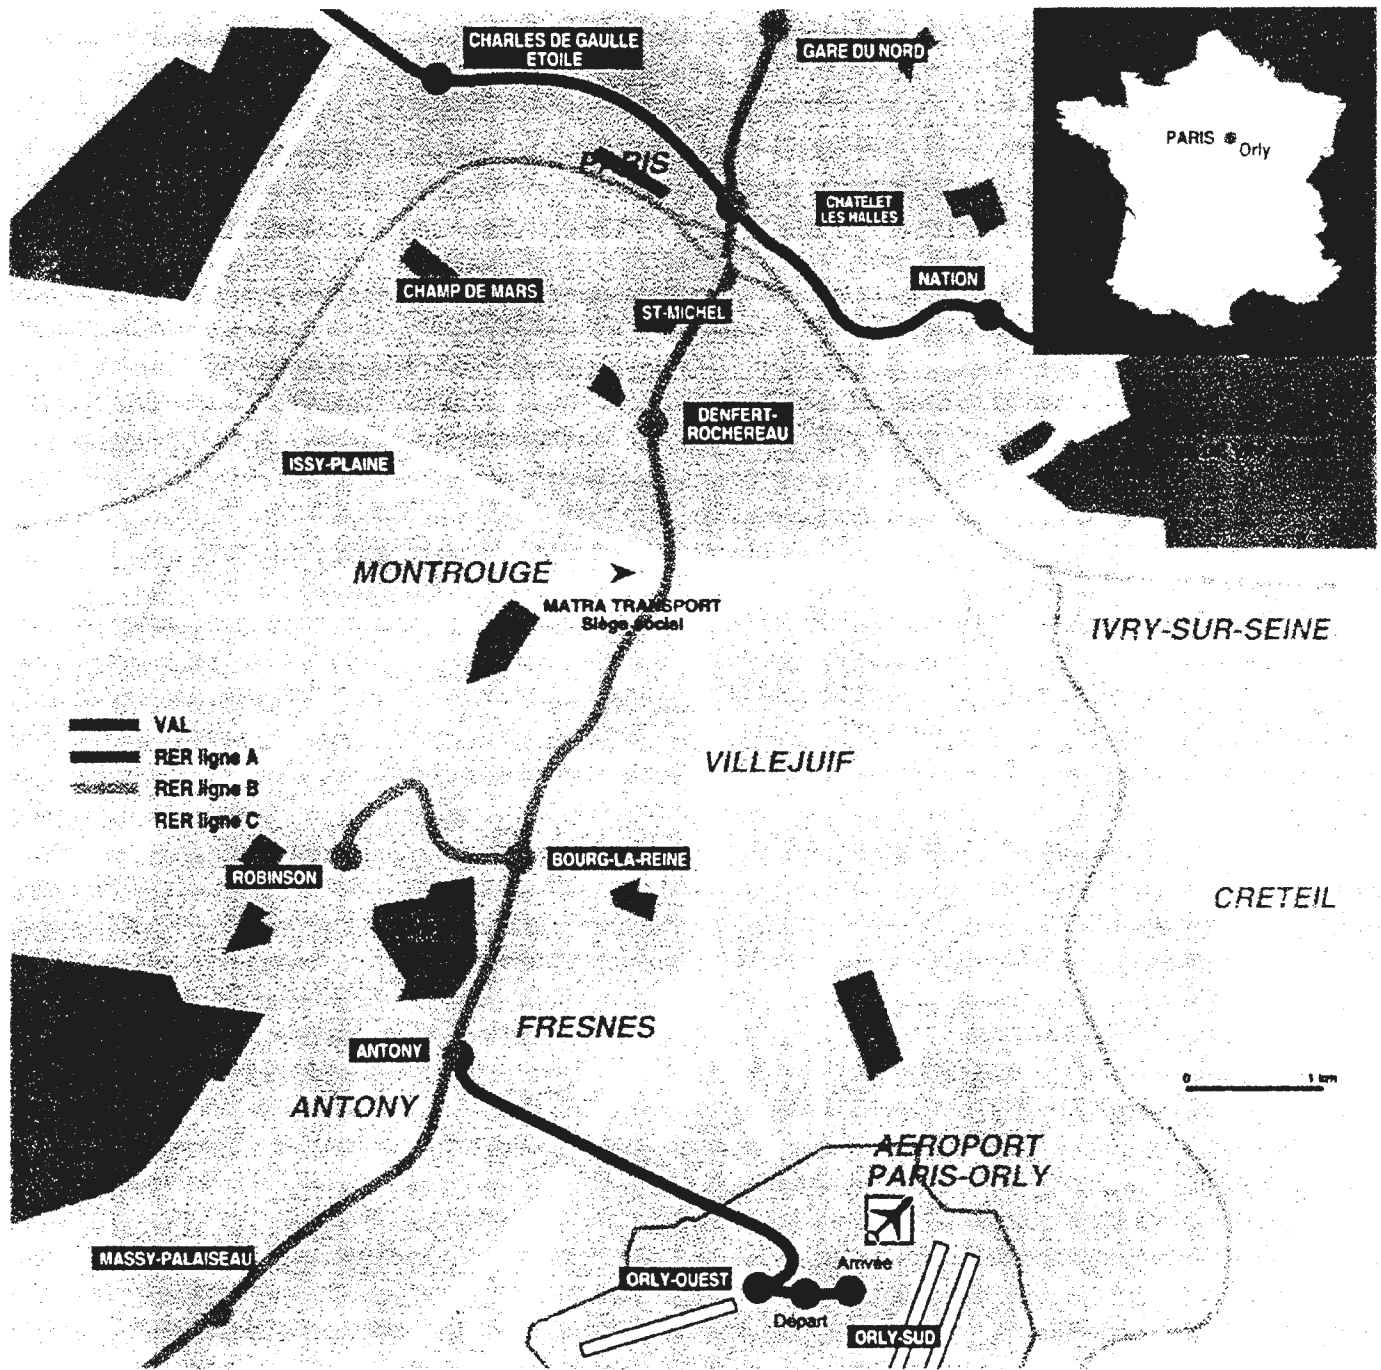 CHARLES DE GAULLE
ETOILE
GARE DU NORD
PARIS
Orly
PARIS
CHATELET
LES HALLES
NATION
CHAMP DE MARS
ST-MICHEL
DENFERT-
ROCHEREAU
ISSY-PLAINE
MONTROUGE
MATRA TRANSPORT
Siège social
IVRY-SUR-SEINE
VAL
RER ligne A
RER ligne B
RER ligne C
VILLEJUIF
ROBINSON
BOURG-LA-REINE
CRETEIL
FRESNES
ANTONY
ANTONY
0 1 km
AEROPORT
PARIS-ORLY
MASSY-PALAISEAU
ORLY-OUEST
Arrivée
Départ
ORLY-SUD